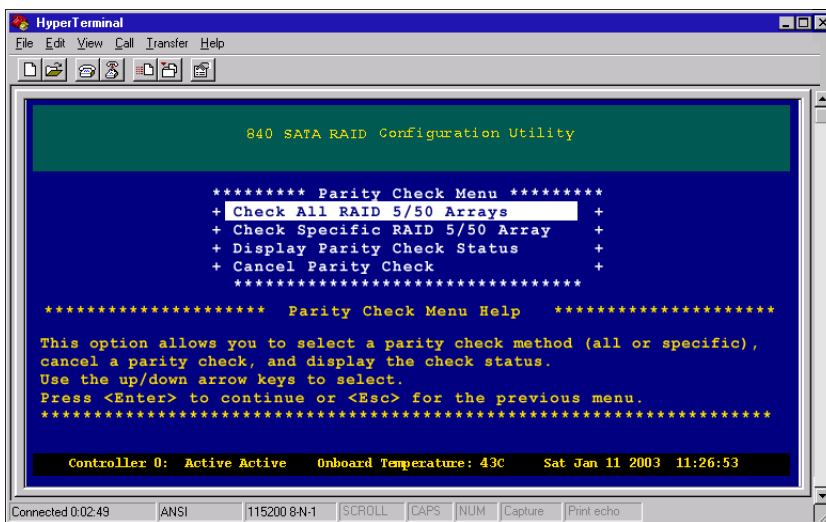 HyperTerminal
File Edit View Call Transfer Help
840 SATA RAID Configuration Utility
********* Parity Check Menu *********
+ Check All RAID 5/50 Arrays +
+ Check Specific RAID 5/50 Array +
+ Display Parity Check Status +
+ Cancel Parity Check +
*********************************
********************* Parity Check Menu Help *********************
This option allows you to select a parity check method (all or specific),
cancel a parity check, and display the check status.
Use the up/down arrow keys to select.
Press <Enter> to continue or <Esc> for the previous menu.
**********************************************************************
Controller 0: Active Active Onboard Temperature: 43C Sat Jan 11 2003 11:26:53
Connected 0:02:49 ANSI 115200 8-N-1 SCROLL CAPS NUM Capture Print echo